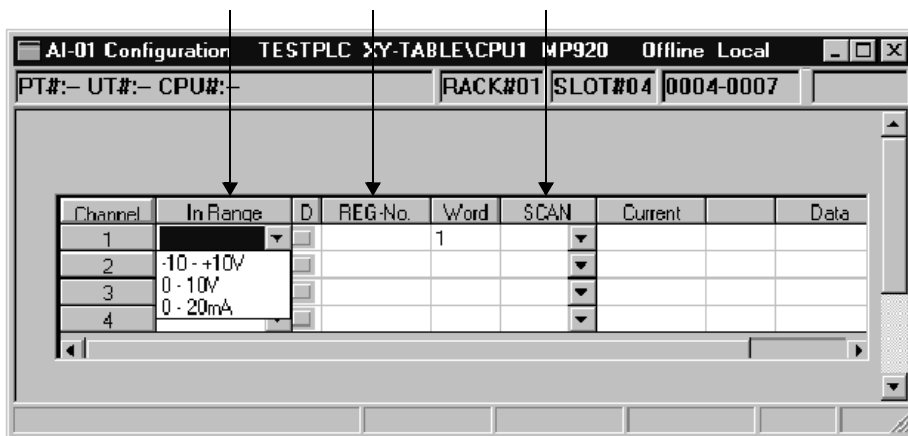 AI-01 Configuration TESTPLC XY-TABLE\CPU1 MP920 Offline Local
PT#:– UT#:– CPU#:– RACK#01 SLOT#04 0004-0007
Channel In Range D REG-No. Word SCAN Current Data
1 1
2 -10 - +10V
3 0 - 10V
0 - 20mA
4